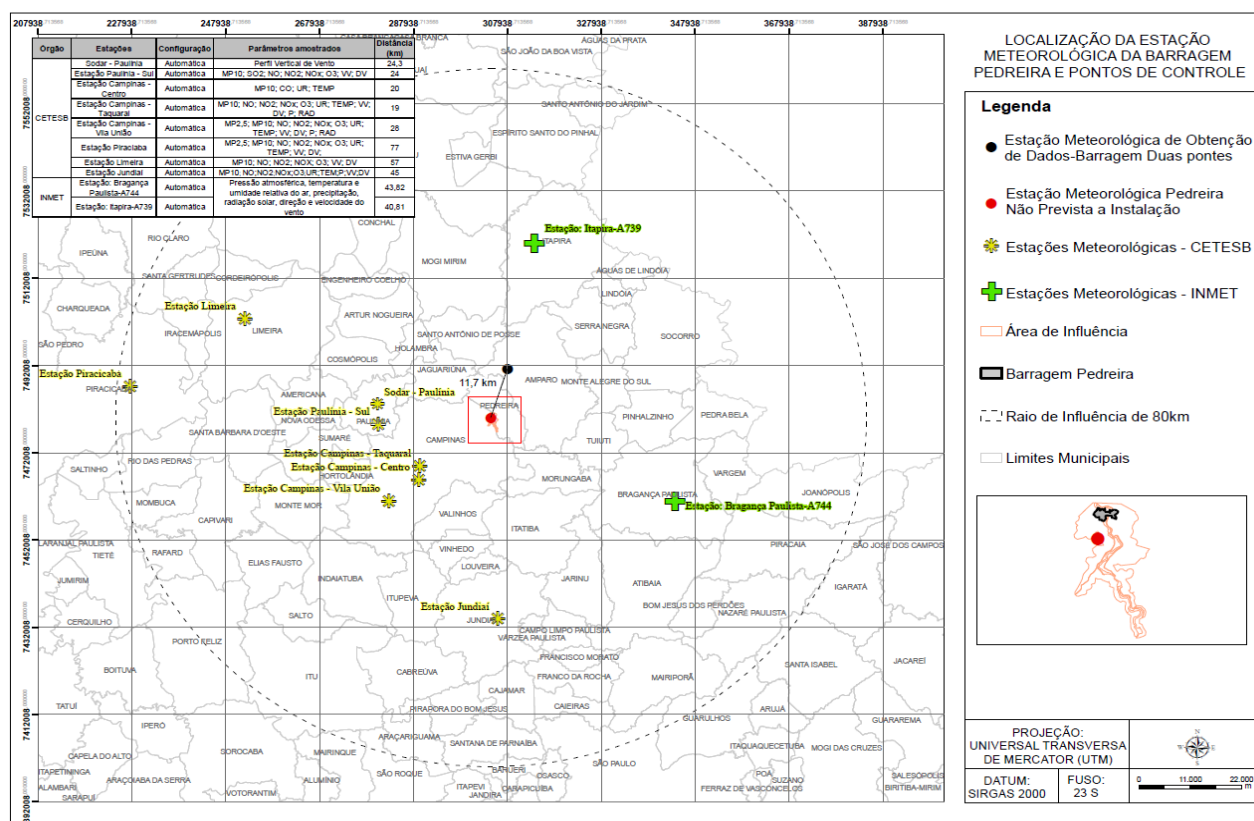 207938 227938 247938 267938 287938 307938 327938 347938 367938 387938
Órgão Estações Configuração Parâmetros amostrados Distância (km)
CETESB
Sodar - Paulínia Automática Perfil Vertical de Vento 24,3
Estação Paulínia - Sul Automática MP10; SO2; NO; NO2; NOx; O3; VV; DV 24
Estação Campinas - Centro Automática MP10; CO; UR; TEMP 20
Estação Campinas - Taquaral Automática MP10; NO; NO2; NOx; O3; UR; TEMP; VV; DV; P; RAD 19
Estação Campinas - Vila União Automática MP2,5; MP10; NO; NO2; NOx; O3; UR; TEMP; VV; DV; P; RAD 28
Estação Piraciaba Automática MP2,5; MP10; NO; NO2; NOx; O3; UR; TEMP; VV; DV; 77
Estação Limeira Automática MP10; NO; NO2; NOX; O3; VV; DV 57
Estação Jundiaí Automática MP10, NO;NO2;NOx;O3;UR;TEM;P;VV;DV 45
INMET
Estação: Bragança Paulista-A744 Automática 43,82
Pressão atmosférica, temperatura e umidade relativa do ar, precipitação, radiação solar, direção e velocidade do vento
Estação: Itapira-A739 Automática 40,81
ÁGUAS DA PRATA
SÃO JOÃO DA BOA VISTA
7552008
SANTO ANTÔNIO DO JARDIM
ESPÍRITO SANTO DO PINHAL
ESTIVA GERBI
7532008
CONCHAL
Estação: Itapira-A739
RIO CLARO
ITAPIRA
IPEÚNA
MOGI MIRIM
ÁGUAS DE LINDÓIA
7512008
SANTA GERTRUDES CORDEIRÓPOLIS ENGENHEIRO COELHO
LINDÓIA
CHARQUEADA
Estação Limeira
ARTUR NOGUEIRA
IRACEMÁPOLIS LIMEIRA
SERRA NEGRA
SANTO ANTÔNIO DE POSSE
SOCORRO
SÃO PEDRO
HOLAMBRA
COSMÓPOLIS
7492008
JAGUARIÚNA
Estação Piracicaba
11,7 km
AMPARO MONTE ALEGRE DO SUL
AMERICANA
Sodar - Paulínia
PEDREIRA
Estação Paulínia - Sul
PINHALZINHO PEDRA BELA
NOVA ODESSA
SANTA BÁRBARA D'OESTE
SUMARÉ
CAMPINAS
TUIUTI
7472008
Estação Campinas - Taquaral
RIO DAS PEDRAS
Estação Campinas - Centro
SALTINHO
HORTOLÂNDIA
VARGEM
MORUNGABA
Estação Campinas - Vila União
BRAGANÇA PAULISTA
JOANÓPOLIS
MOMBUCA
MONTE MOR
Estação: Bragança Paulista-A744
VALINHOS
CAPIVARI
ITATIBA
7452008
LARANJAL PAULISTA
VINHEDO
PIRACAIA
SÃO JOSÉ DOS CAMPOS
TIETÊ
RAFARD
ELIAS FAUSTO
LOUVEIRA
JUMIRIM
INDAIATUBA
JARINU
ATIBAIA
IGARATÁ
ITUPEVA
BOM JESUS DOS PERDÕES
Estação Jundiaí
NAZARÉ PAULISTA
CERQUILHO
SALTO
7432008
CAMPO LIMPO PAULISTA
VÁRZEA PAULISTA
PORTO FELIZ
FRANCISCO MORATO
JACAREÍ
BOITUVA
ITU
CABREÚVA
FRANCO DA ROCHA
MAIRIPORÃ
SANTA ISABEL
CAJAMAR
TATUÍ
PIRAPORA DO BOM JESUS
CAIEIRAS
ARUJÁ
7412008
IPERÓ
GUARULHOS
GUARAREMA
ARAÇARIGUAMA
SOROCABA MAIRINQUE
SANTANA DE PARNAÍBA
ITAQUAQUECETUBA
MOGI DAS CRUZES
CAPELA DO ALTO
SÃO PAULO
ITAPETININGA
ARAÇOIABA DA SERRA
ALUMÍNIO
SÃO ROQUE
BARUERI
OSASCO
POÁ
SALESÓPOLIS
ALAMBARI
ITAPEVI
CARAPICUÍBA
SUZANO
FERRAZ DE VASCONCELOS
BIRITIBA-MIRIM
SARAPUÍ
VOTORANTIM
JANDIRA
LOCALIZAÇÃO DA ESTAÇÃO
METEOROLÓGICA DA BARRAGEM
PEDREIRA E PONTOS DE CONTROLE
Legenda
Estação Meteorológica de Obtenção
de Dados-Barragem Duas pontes
Estação Meteorológica Pedreira
Não Prevista a Instalação
Estações Meteorológicas - CETESB
Estações Meteorológicas - INMET
Área de Influência
Barragem Pedreira
Raio de Influência de 80km
Limites Municipais
PROJEÇÃO:
UNIVERSAL TRANSVERSA
DE MERCATOR (UTM)
DATUM:
SIRGAS 2000
FUSO:
23 S
0 11.000 22.000
m